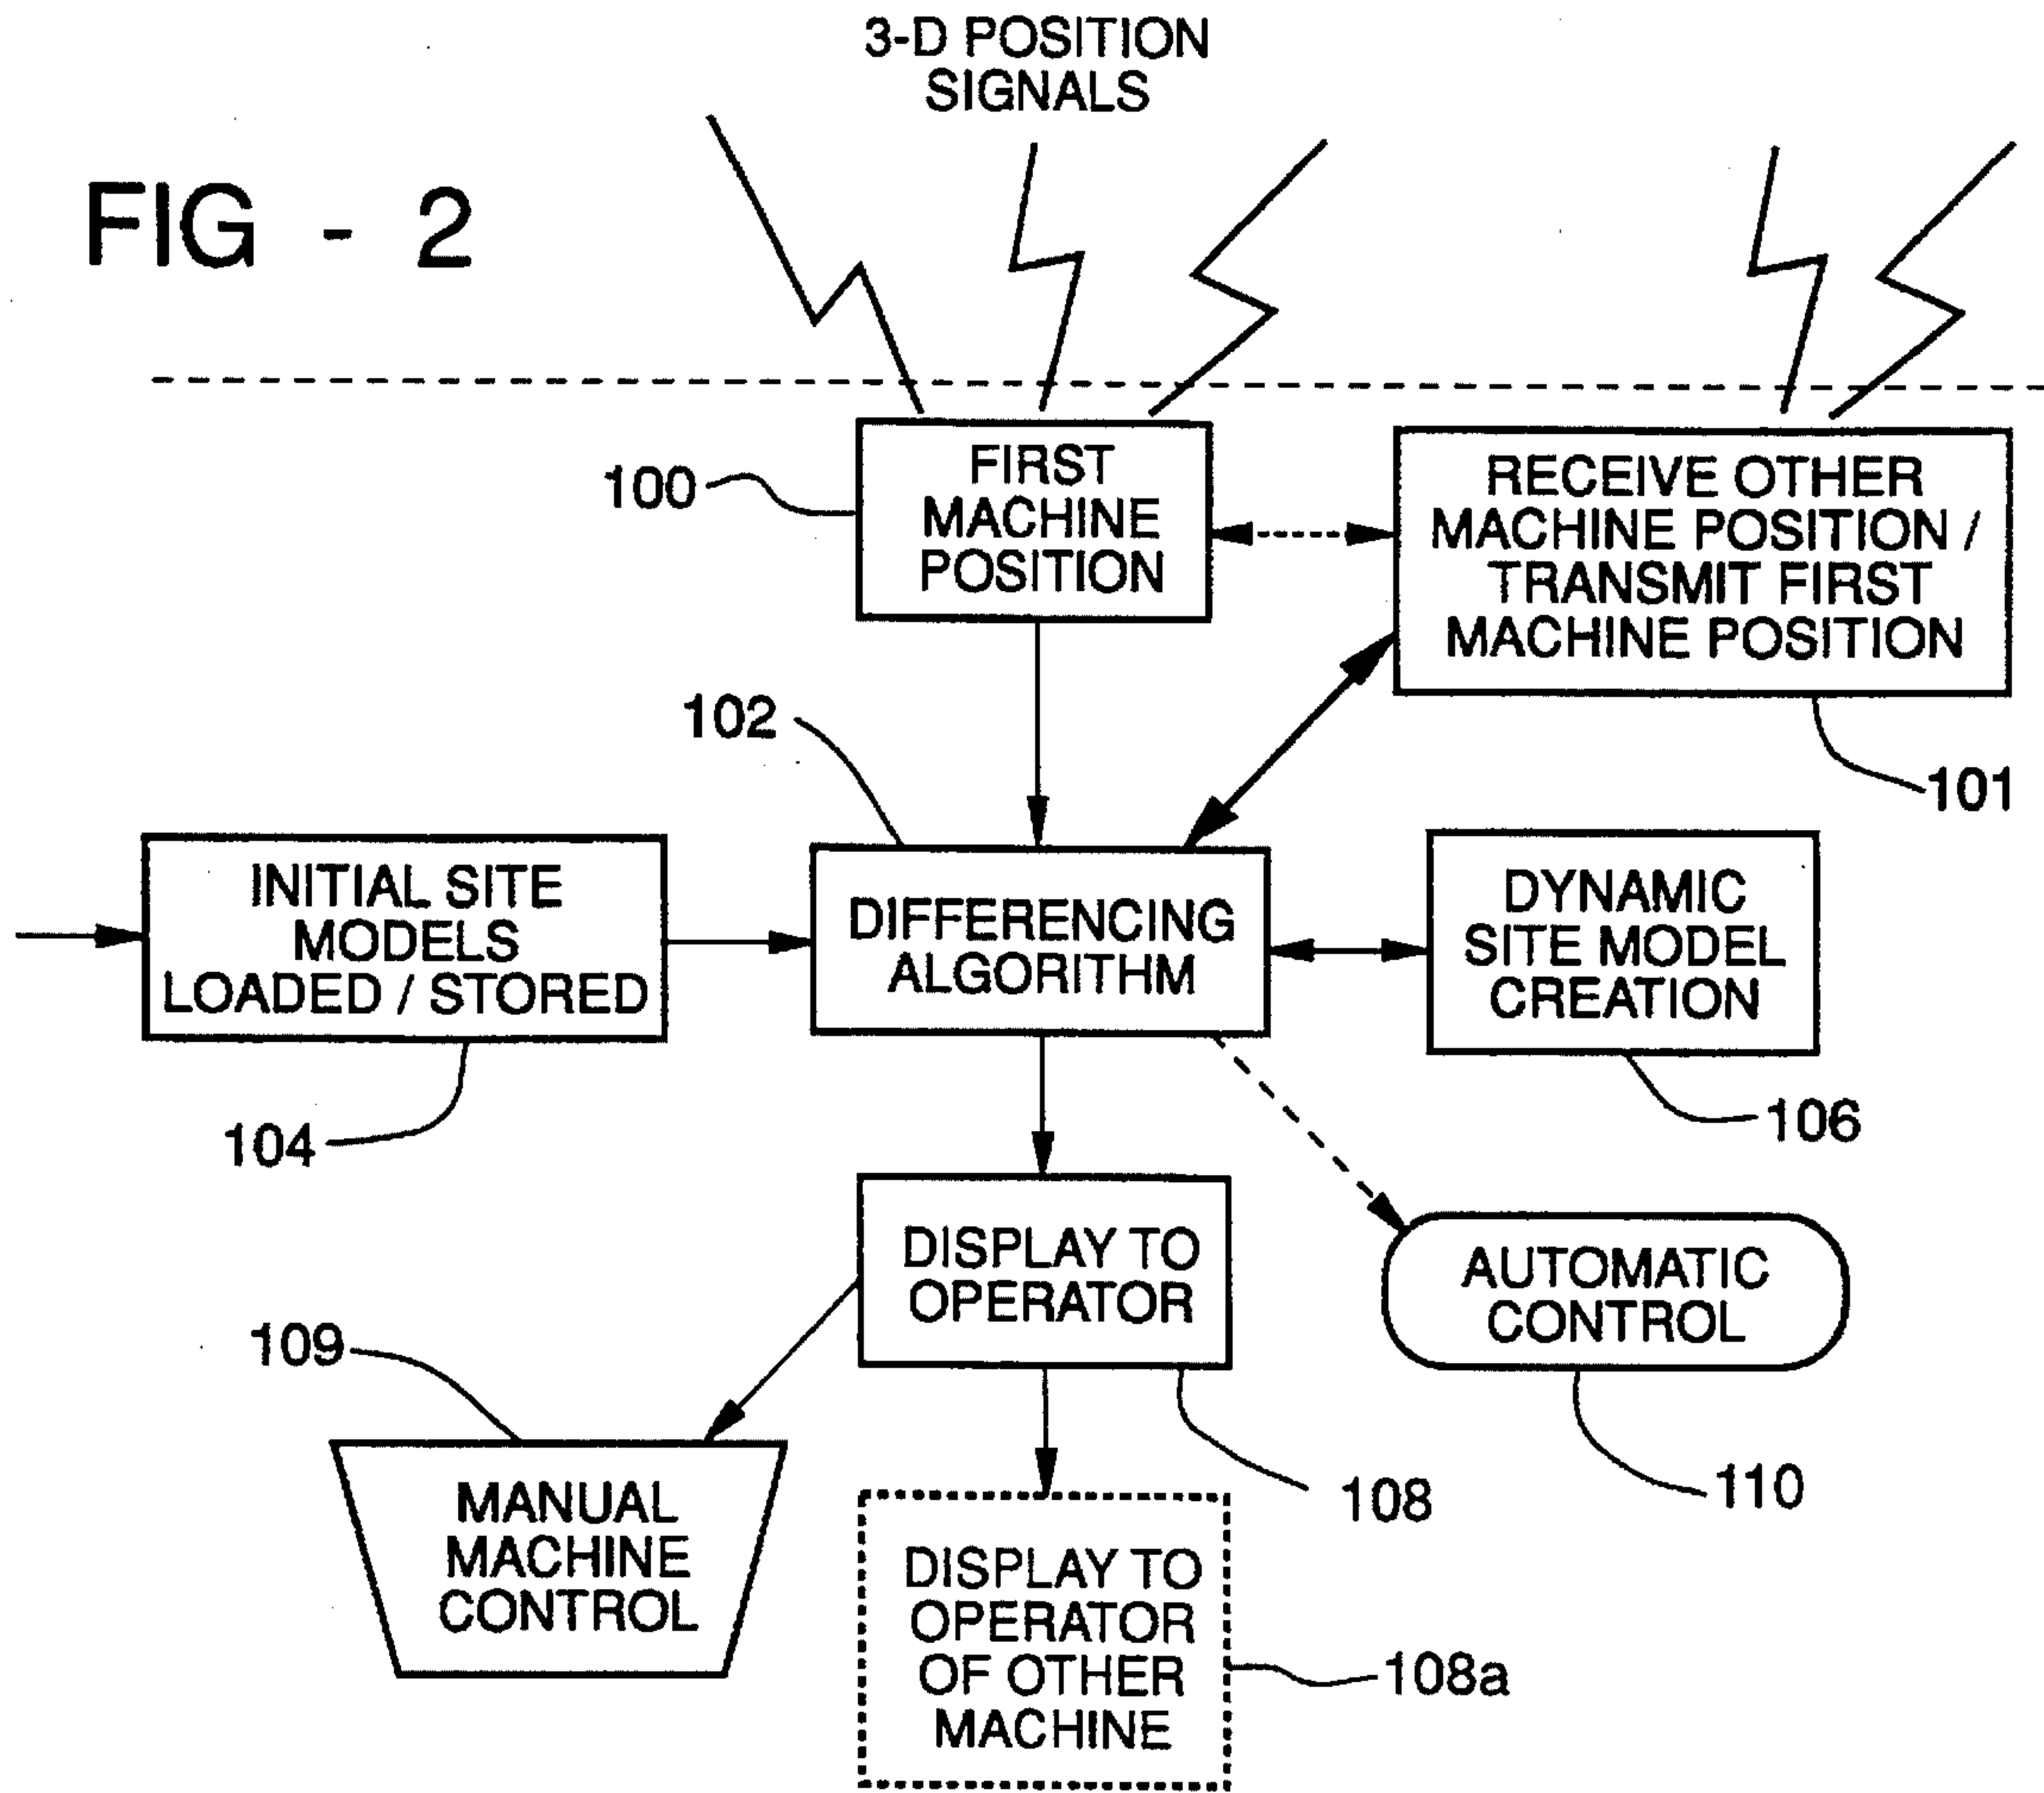 3-D POSITION
SIGNALS
FIG - 2
100
FIRST
MACHINE
POSITION
RECEIVE OTHER
MACHINE POSITION /
TRANSMIT FIRST
MACHINE POSITION
101
102
INITIAL SITE
MODELS
LOADED / STORED
104
DIFFERENCING
ALGORITHM
DYNAMIC
SITE MODEL
CREATION
106
DISPLAY TO
OPERATOR
108
AUTOMATIC
CONTROL
110
109
MANUAL
MACHINE
CONTROL
DISPLAY TO
OPERATOR
OF OTHER
MACHINE
108a